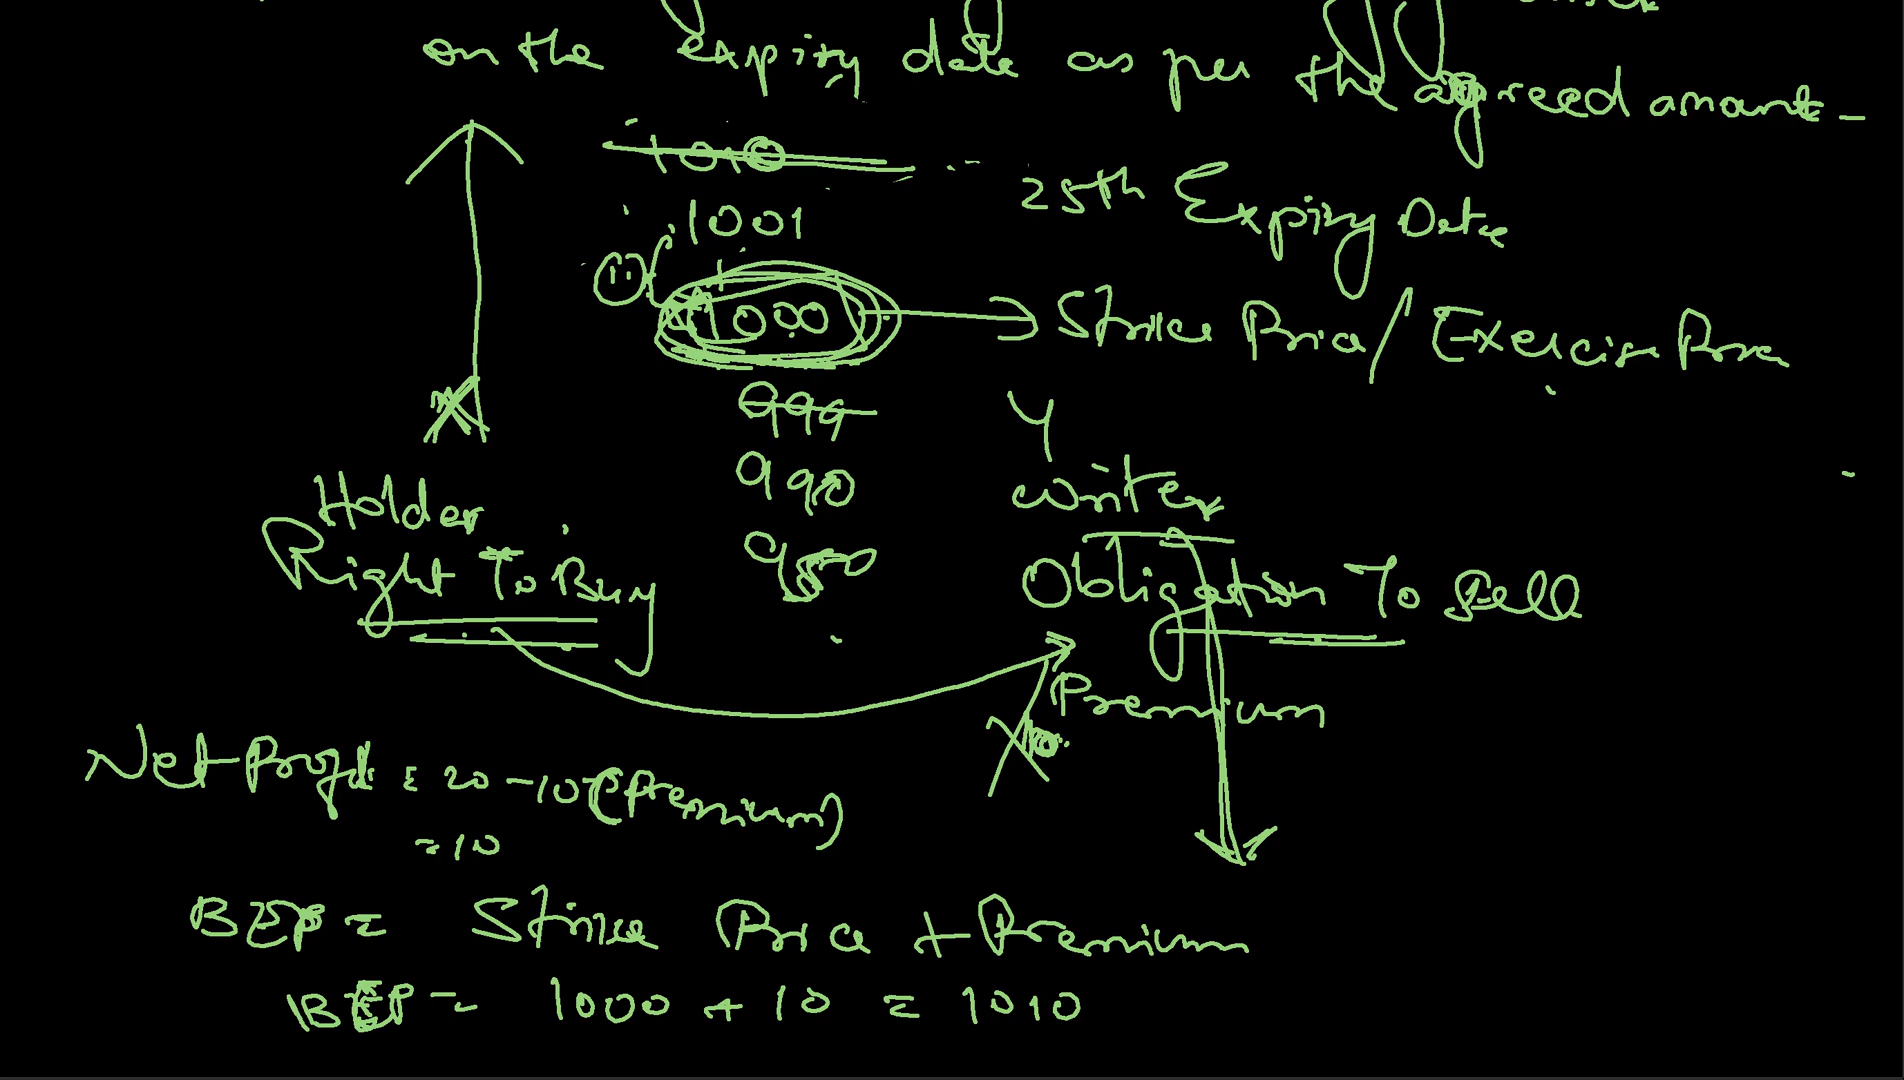 on the expiry date as per the agreed amount -
1010
25th Expiry Date
1001
1000 → Strike Price / Exercise Price
999
Y
990
Writer
Holder
950
Right To Buy
Obligation To Sell
Premium
Net Profit = 20 - 10 (Premium)
= 10
BEP = Strike Price + Premium
BEP = 1000 + 10 = 1010